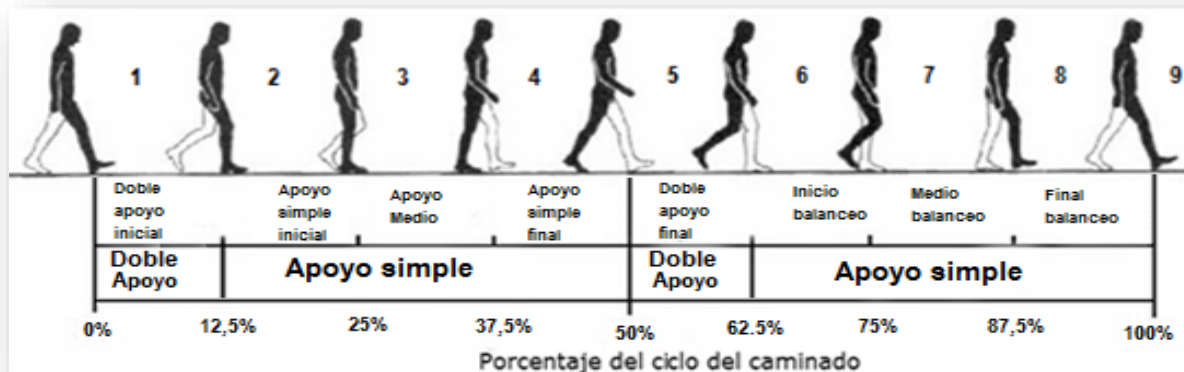 1 2 3 4 5 6 7 8 9
Doble apoyo inicial
Apoyo simple inicial
Apoyo Medio
Apoyo simple final
Doble apoyo final
Inicio balanceo
Medio balanceo
Final balanceo
Doble Apoyo
Apoyo simple
Doble Apoyo
Apoyo simple
0% 12,5% 25% 37,5% 50% 62.5% 75% 87,5% 100%
Porcentaje del ciclo del caminado